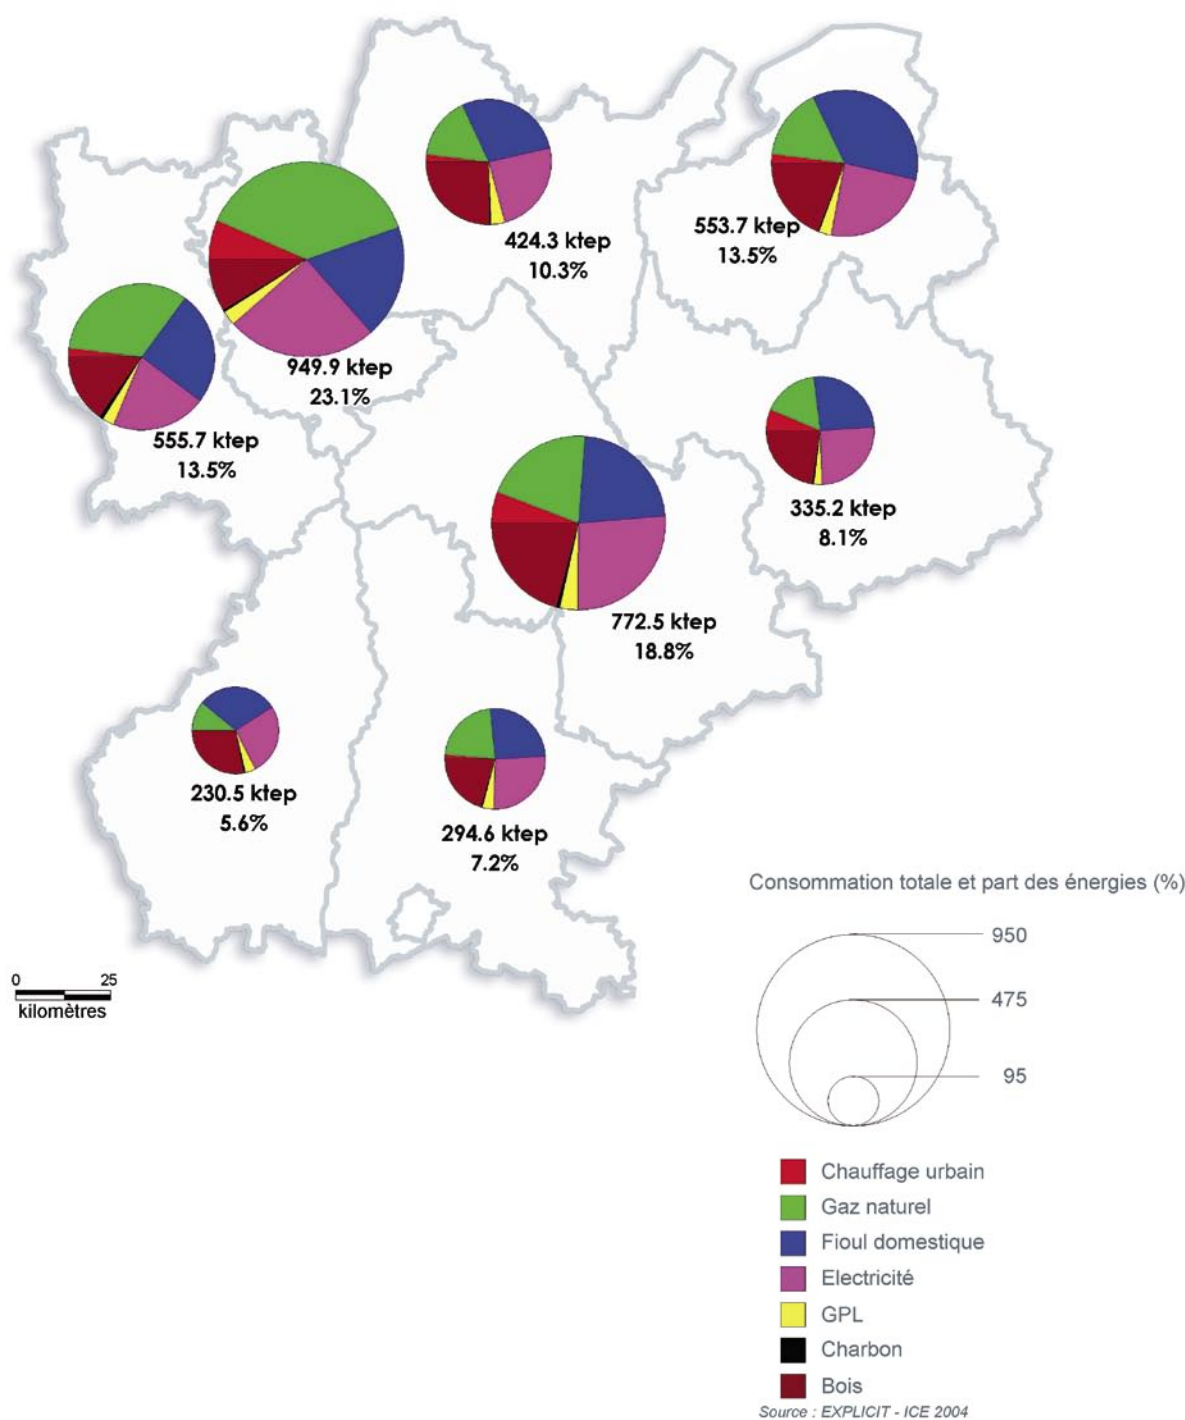 424.3 ktep
10.3%
553.7 ktep
13.5%
949.9 ktep
23.1%
555.7 ktep
13.5%
335.2 ktep
8.1%
772.5 ktep
18.8%
230.5 ktep
5.6%
294.6 ktep
7.2%
0 25
kilomètres
Consommation totale et part des énergies (%)
950
475
95
Chauffage urbain
Gaz naturel
Fioul domestique
Electricité
GPL
Charbon
Bois
Source : EXPLICIT - ICE 2004